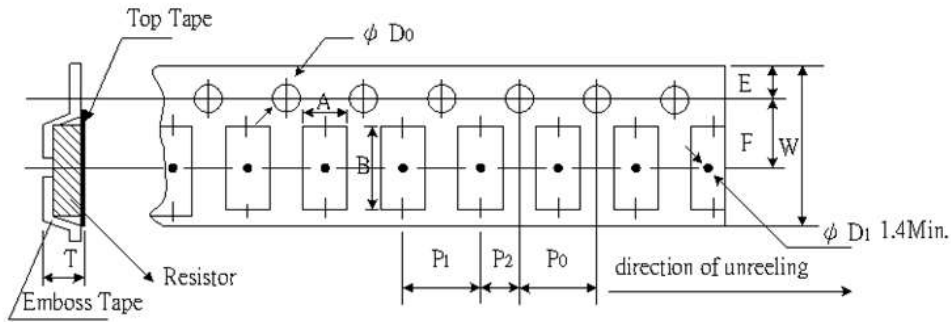 Top Tape
ϕ D0
A
E
F
W
B
ϕ D1 1.4Min.
T
Resistor
P1
P2
P0
direction of unreeling
Emboss Tape